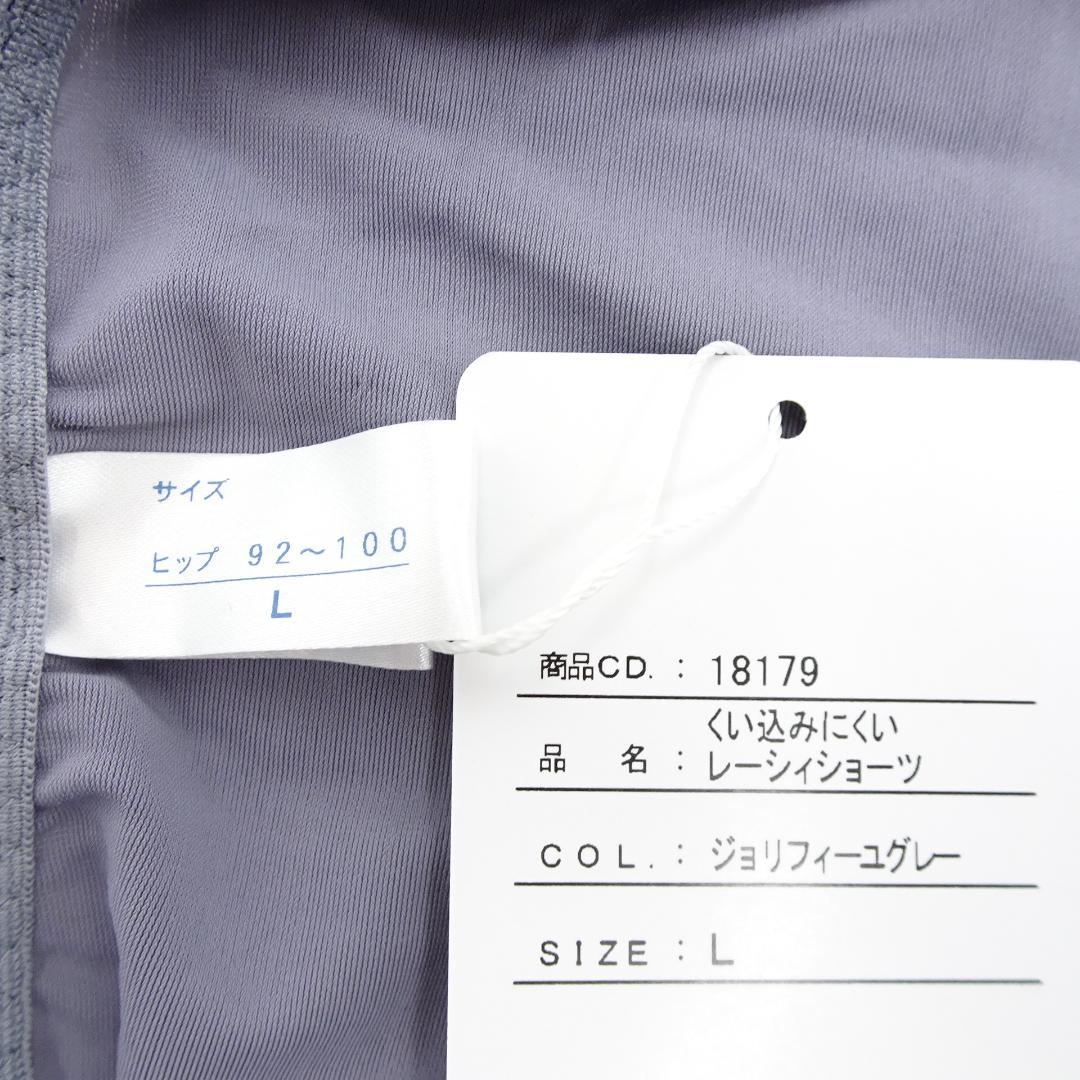 サイズ
ヒップ 92〜100
L
商品CD. : 18179
くい込みにくい
品 名 : レーシィショーツ
COL. : ジョリフィーユグレー
SIZE : L